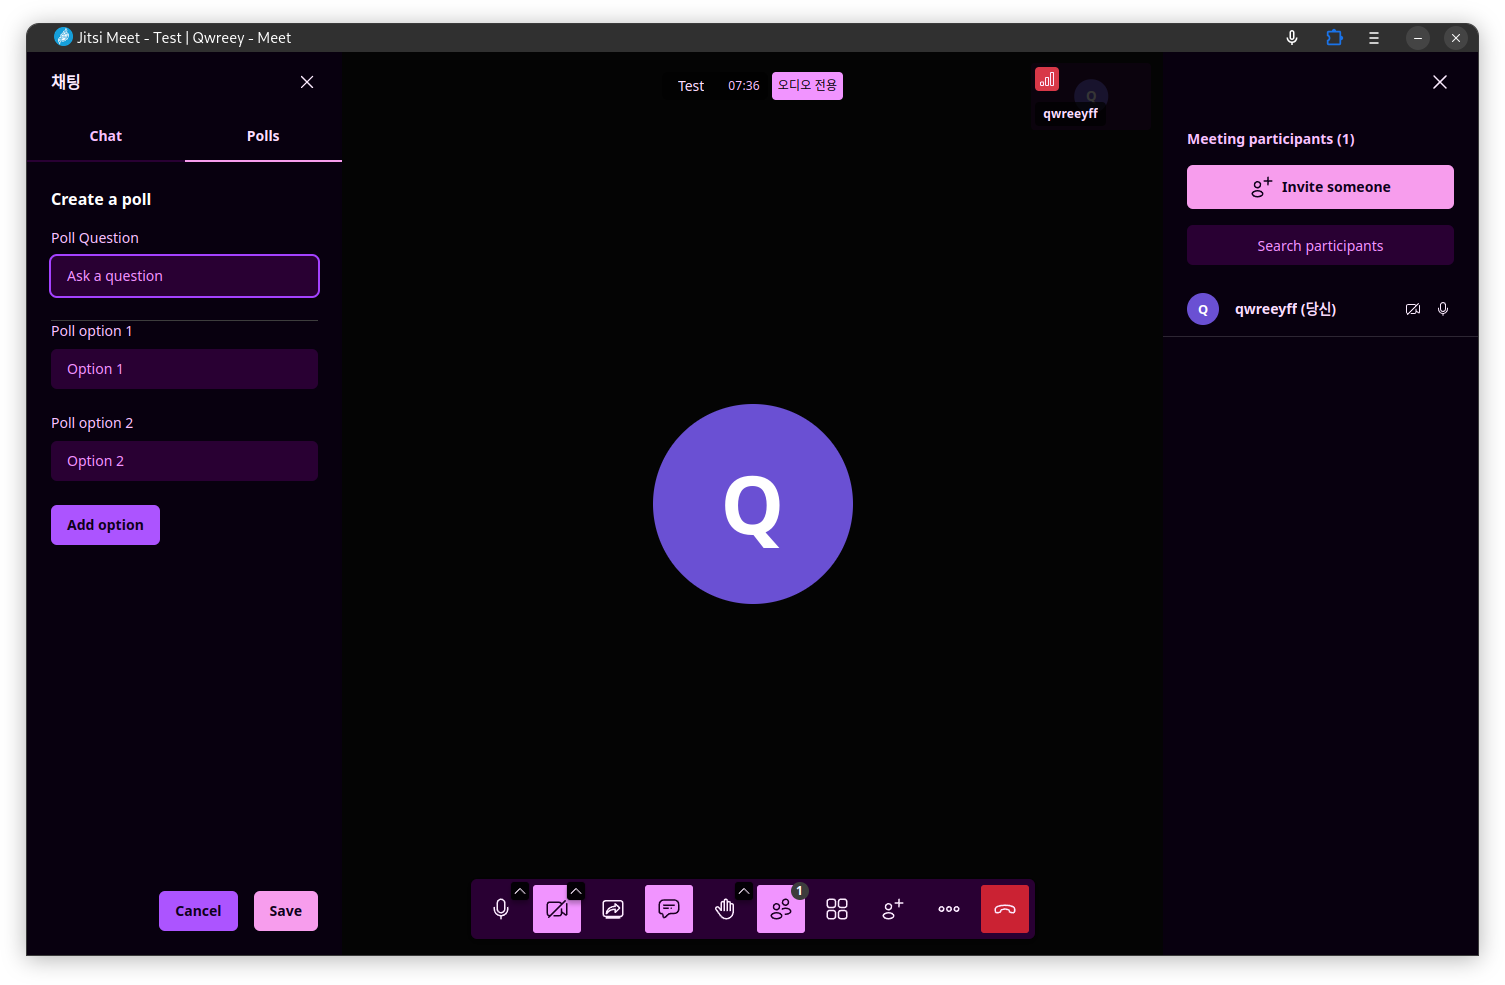 Jitsi Meet - Test | Qwreey - Meet
채팅
Chat
Polls
Create a poll
Poll Question
Ask a question
Poll option 1
Option 1
Poll option 2
Option 2
Add option
Cancel
Save
Test
07:36
오디오 전용
Q
qwreeyff
Q
1
Meeting participants (1)
Invite someone
Search participants
Q
qwreeyff (당신)